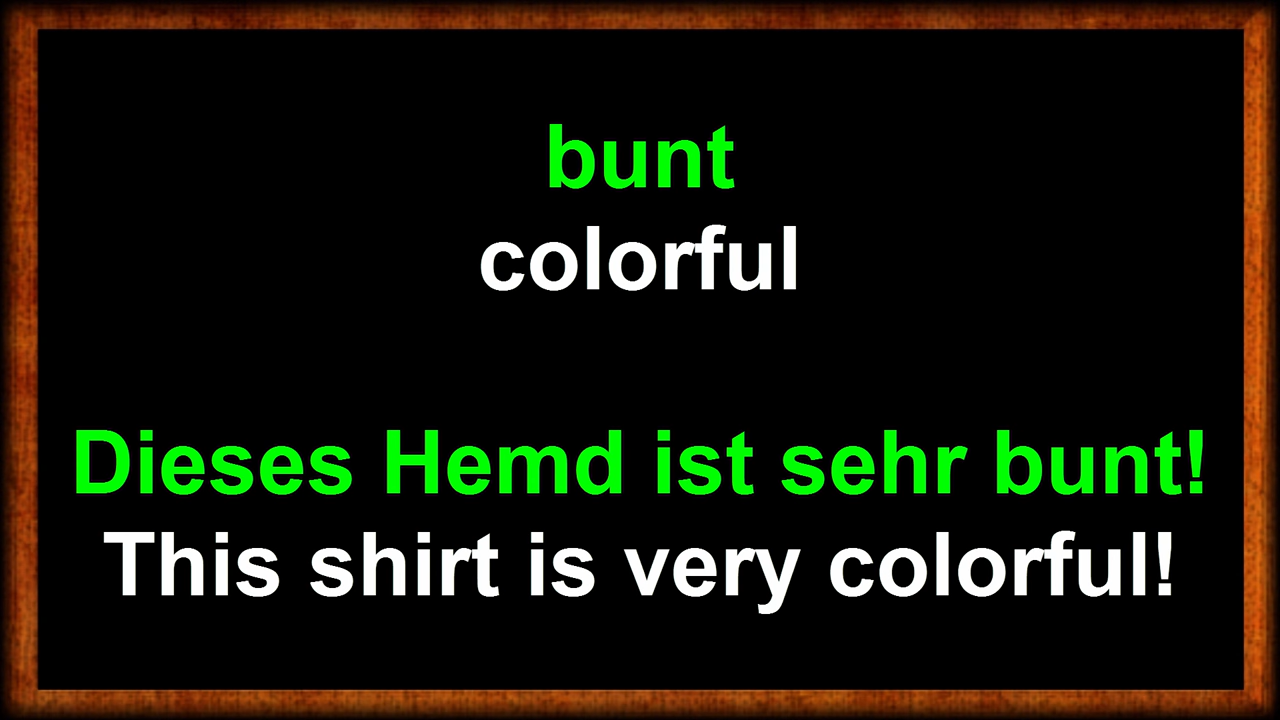 bunt
colorful
Dieses Hemd ist sehr bunt!
This shirt is very colorful!